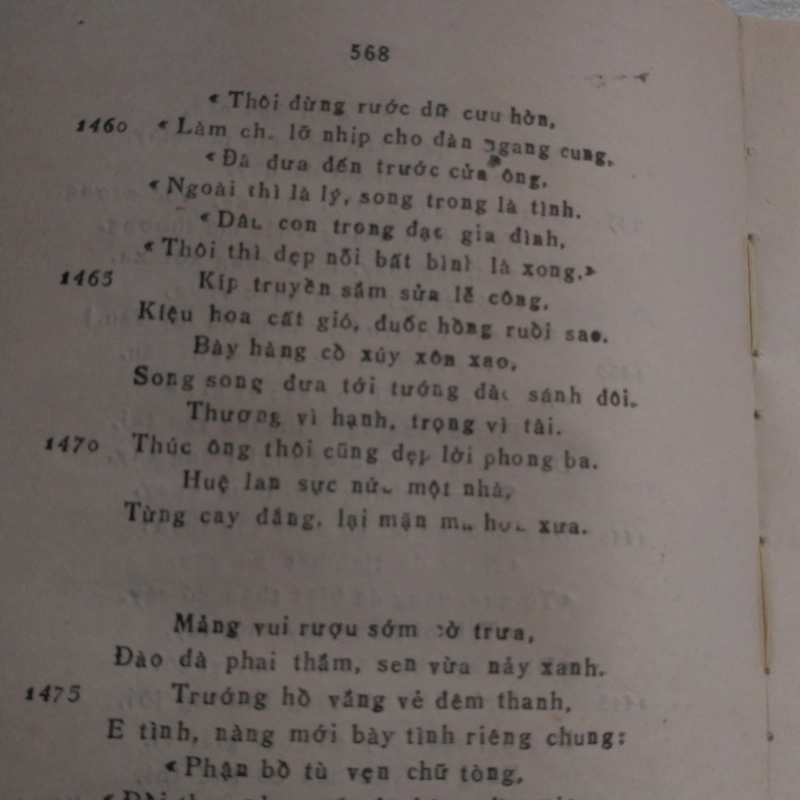 568
« Thôi đừng rước dữ cưu hờn,
1460 « Làm ch. lỡ nhịp cho đàn ngang cung.
« Đã đưa đến trước cửa ông,
« Ngoài thì là lý, song trong là tình.
« Dâu con trong đạo gia đình,
« Thôi thì dẹp nỗi bất bình là xong.»
1465 Kíp truyền sắm sửa lễ công,
Kiệu hoa cất gió, đuốc hồng ruổi sao.
Bày hàng cổ xúy xôn xao,
Song song đưa tới tướng đào sánh đôi.
Thương vì hạnh, trọng vì tài.
1470 Thúc ông thôi cũng dẹp lời phong ba.
Huệ lan sực nức một nhà,
Từng cay đắng, lại mặn mà hơn xưa.
Mảng vui rượu sớm cờ trưa,
Đào đà phai thắm, sen vừa nảy xanh.
1475 Trướng hồ vắng vẻ đêm thanh,
E tình, nàng mới bày tình riêng chung:
« Phận bồ tù vẹn chữ tòng,